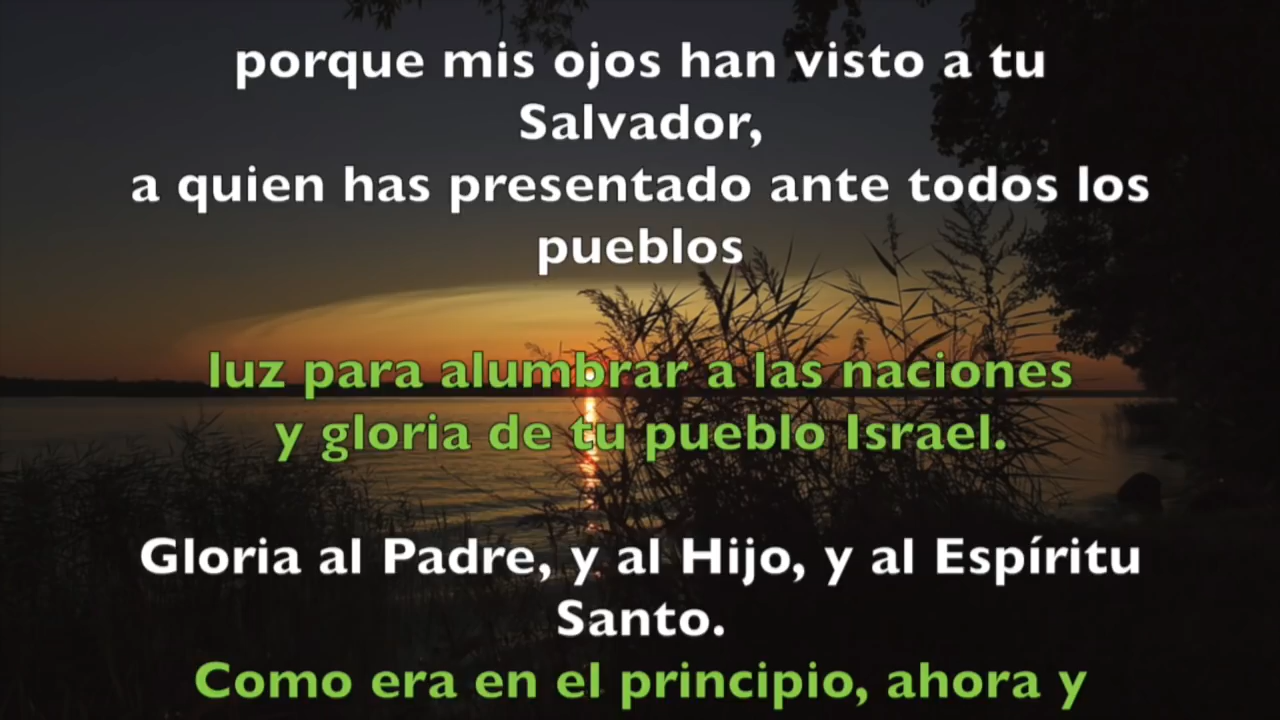 porque mis ojos han visto a tu
Salvador,
a quien has presentado ante todos los
pueblos
luz para alumbrar a las naciones
y gloria de tu pueblo Israel.
Gloria al Padre, y al Hijo, y al Espíritu
Santo.
Como era en el principio, ahora y